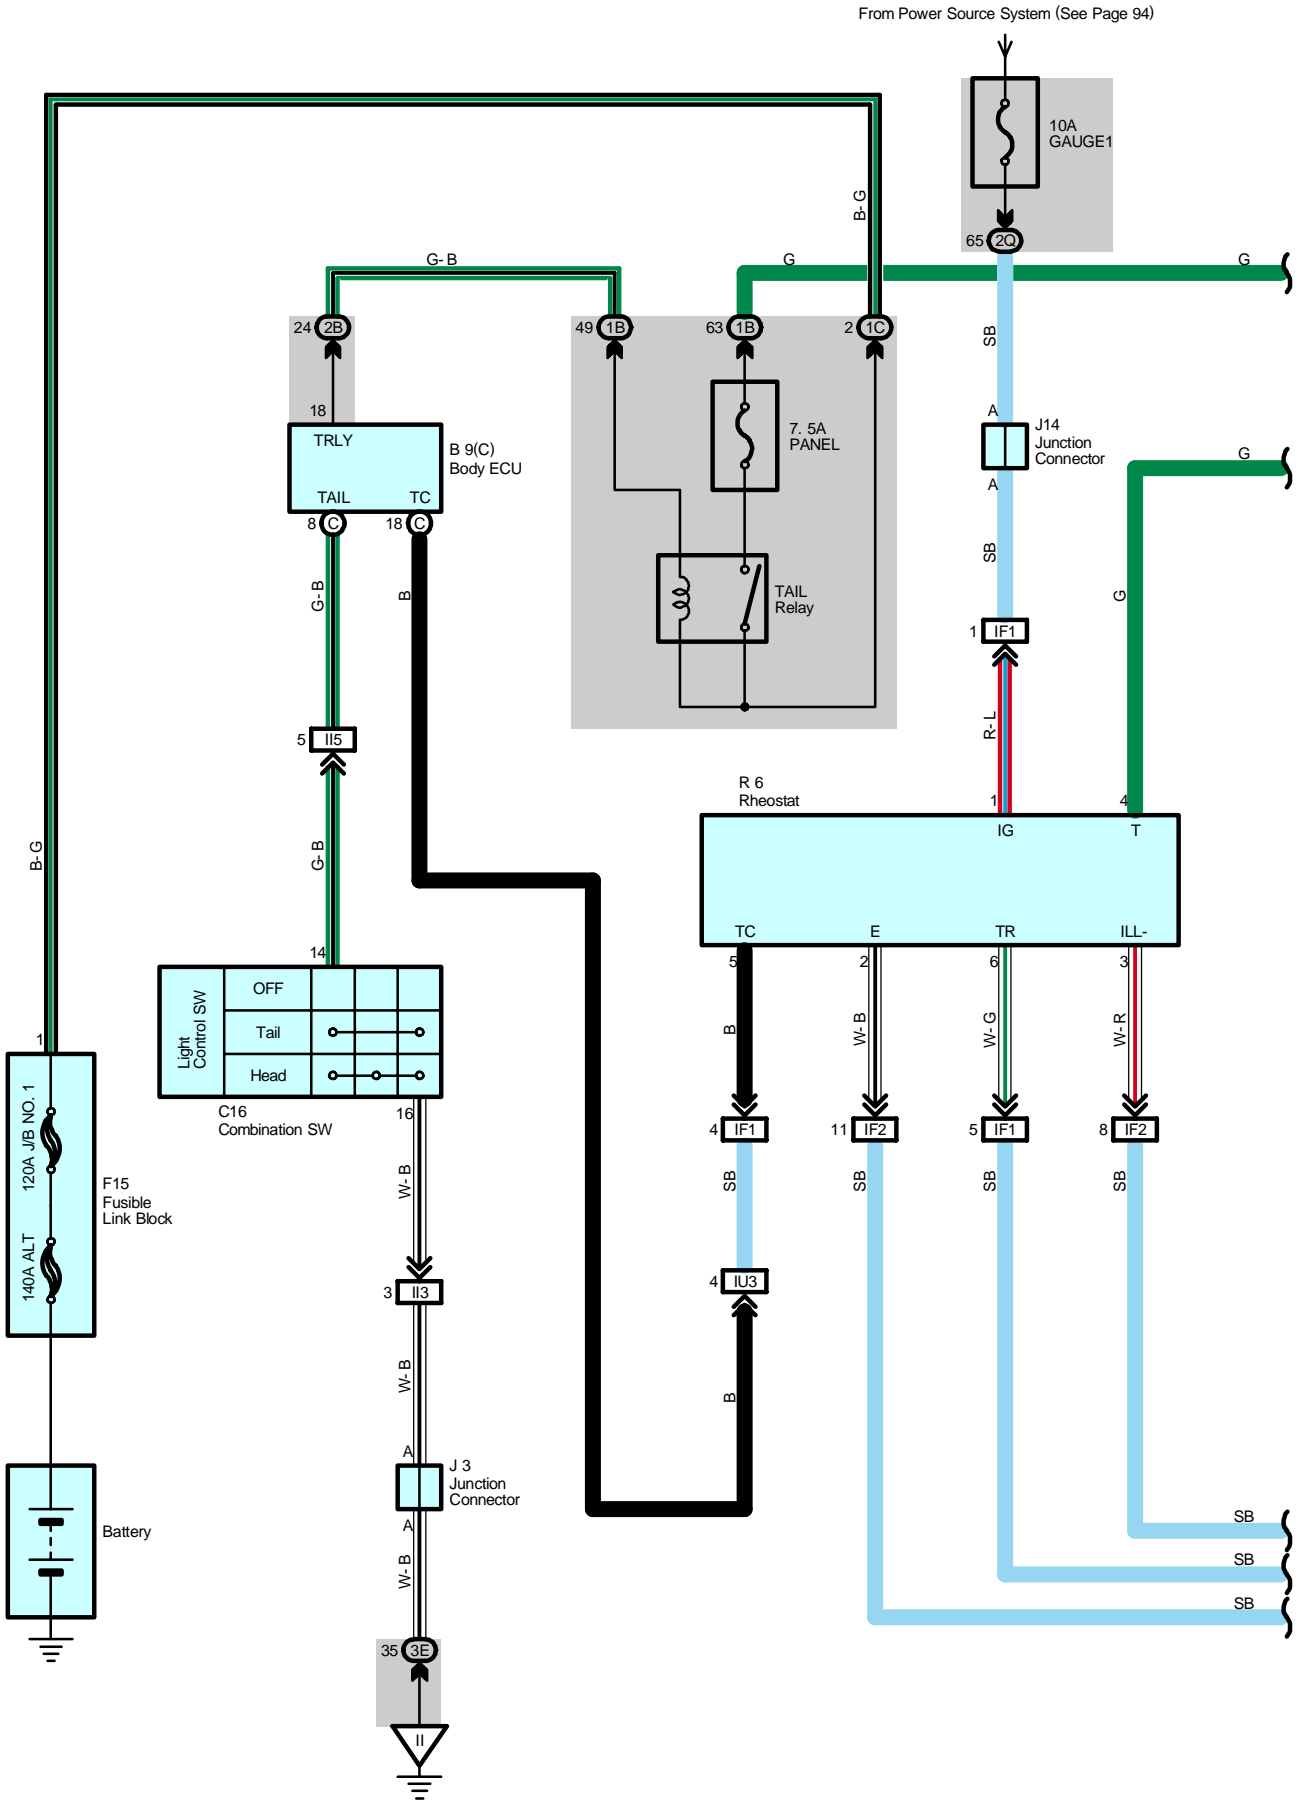 From Power Source System (See Page 94)
10A
GAUGE1
65 2Q
B- G
G- B
G
G
24 2B
49 1B
63 1B
2 1C
SB
18
TRLY
B 9(C)
Body ECU
TAIL
TC
8 C
18 C
7. 5A
PANEL
A
J14
Junction
Connector
A
G
SB
G- B
B
TAIL
Relay
G
1 IF1
R- L
5 II5
R 6
Rheostat
1
4
IG
T
B- G
G- B
TC
E
TR
ILL-
5
2
6
3
14
Light
Control SW
OFF
Tail
Head
B
W- B
W- G
W- R
1
C16
Combination SW
16
4 IF1
11 IF2
5 IF1
8 IF2
120A J/B NO. 1
140A ALT
F15
Fusible
Link Block
W- B
SB
SB
SB
SB
3 II3
4 IU3
W- B
B
A
J 3
Junction
Connector
A
Battery
W- B
SB
SB
SB
35 3E
II